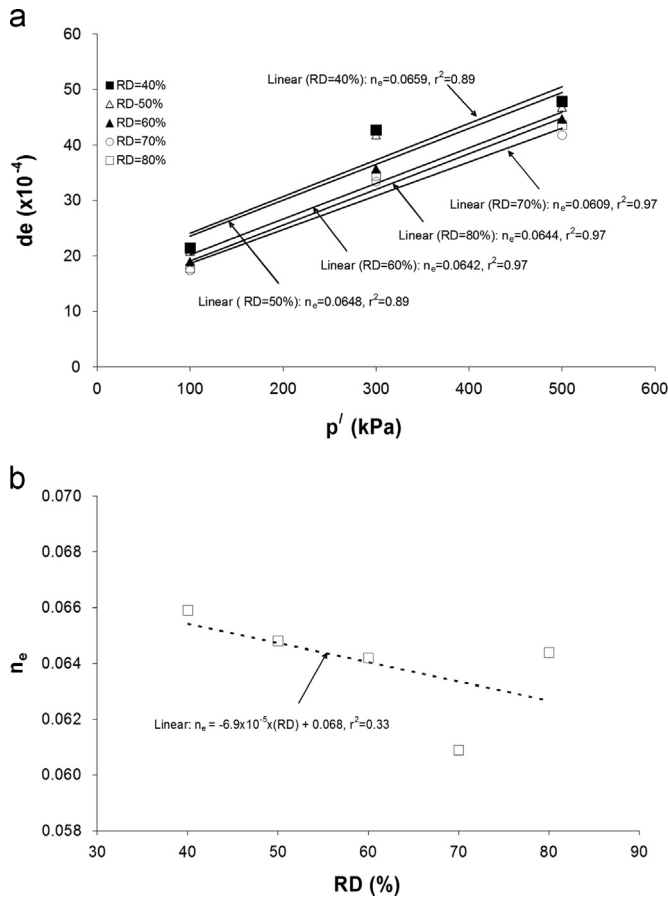 a
60
50
40
30
20
10
0
de (x10⁻⁴)
RD=40%
RD-50%
RD=60%
RD=70%
RD=80%
Linear (RD=40%): nₑ=0.0659, r²=0.89
Linear (RD=70%): nₑ=0.0609, r²=0.97
Linear (RD=80%): nₑ=0.0644, r²=0.97
Linear (RD=60%): nₑ=0.0642, r²=0.97
Linear ( RD=50%): nₑ=0.0648, r²=0.89
0 100 200 300 400 500 600
p′ (kPa)
b
0.070
0.068
0.066
0.064
0.062
0.060
0.058
nₑ
Linear: nₑ = -6.9x10⁻⁵x(RD) + 0.068, r²=0.33
30 40 50 60 70 80 90
RD (%)